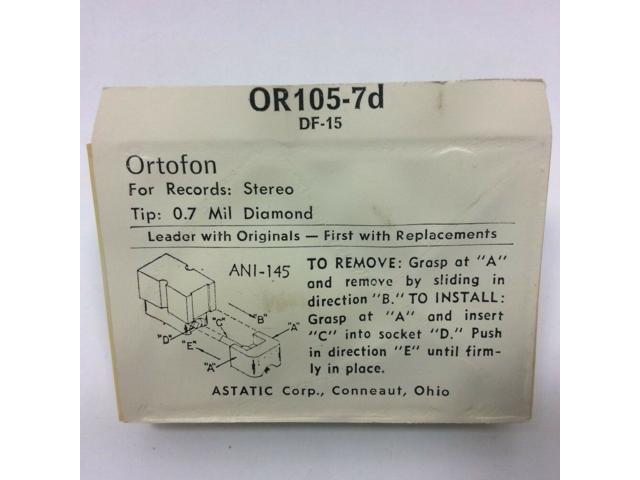 OR105-7d
DF-15
Ortofon
For Records: Stereo
Tip: 0.7 Mil Diamond
Leader with Originals — First with Replacements
ANI-145
"B"
"C"
"A"
"D"
"E"
"A"
TO REMOVE: Grasp at "A"
and remove by sliding in
direction "B." TO INSTALL:
Grasp at "A" and insert
"C" into socket "D." Push
in direction "E" until firm-
ly in place.
ASTATIC Corp., Conneaut, Ohio